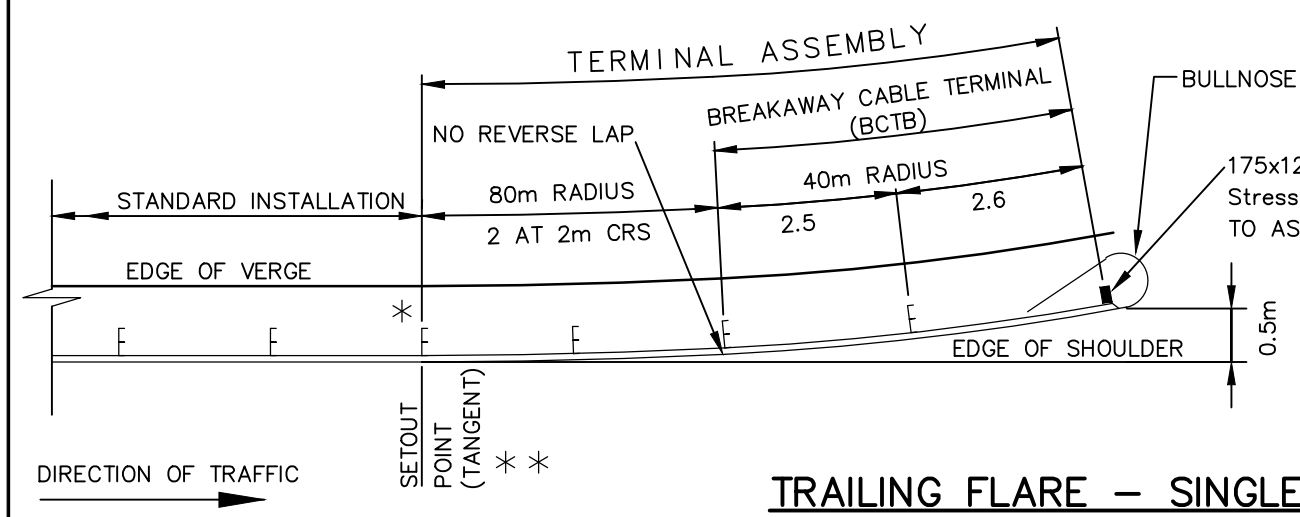 TERMINAL ASSEMBLY
BULLNOSE
BREAKAWAY CABLE TERMINAL
(BCTB)
NO REVERSE LAP
175x12
Stress
TO AS
STANDARD INSTALLATION
80m RADIUS
40m RADIUS
2 AT 2m CRS
2.5
2.6
EDGE OF VERGE
*
EDGE OF SHOULDER
0.5m
SETOUT
POINT
(TANGENT)
* *
DIRECTION OF TRAFFIC
TRAILING FLARE – SINGLE